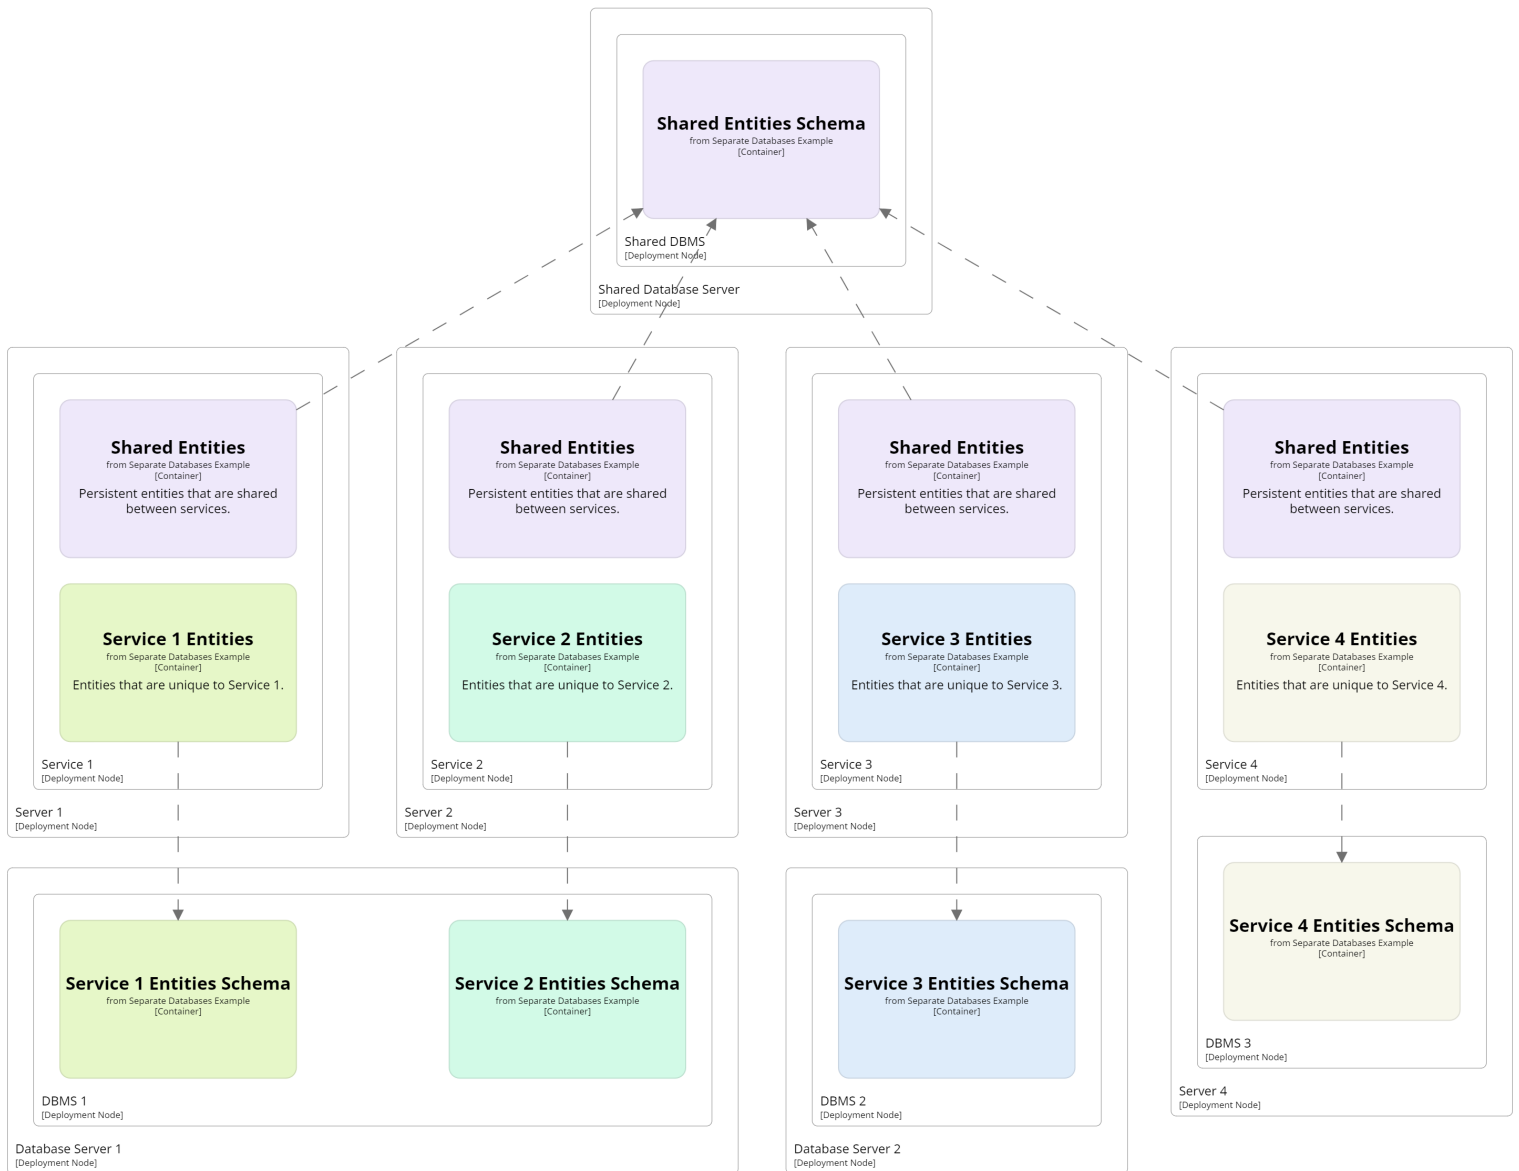 Shared Entities Schema
from Separate Databases Example
[Container]
Shared DBMS
[Deployment Node]
Shared Database Server
[Deployment Node]
Shared Entities
from Separate Databases Example
[Container]
Persistent entities that are shared
between services.
Service 1 Entities
from Separate Databases Example
[Container]
Entities that are unique to Service 1.
Service 1
[Deployment Node]
Server 1
[Deployment Node]
Shared Entities
from Separate Databases Example
[Container]
Persistent entities that are shared
between services.
Service 2 Entities
from Separate Databases Example
[Container]
Entities that are unique to Service 2.
Service 2
[Deployment Node]
Server 2
[Deployment Node]
Shared Entities
from Separate Databases Example
[Container]
Persistent entities that are shared
between services.
Service 3 Entities
from Separate Databases Example
[Container]
Entities that are unique to Service 3.
Service 3
[Deployment Node]
Server 3
[Deployment Node]
Shared Entities
from Separate Databases Example
[Container]
Persistent entities that are shared
between services.
Service 4 Entities
from Separate Databases Example
[Container]
Entities that are unique to Service 4.
Service 4
[Deployment Node]
Service 4 Entities Schema
from Separate Databases Example
[Container]
DBMS 3
[Deployment Node]
Server 4
[Deployment Node]
Service 1 Entities Schema
from Separate Databases Example
[Container]
Service 2 Entities Schema
from Separate Databases Example
[Container]
DBMS 1
[Deployment Node]
Database Server 1
[Deployment Node]
Service 3 Entities Schema
from Separate Databases Example
[Container]
DBMS 2
[Deployment Node]
Database Server 2
[Deployment Node]